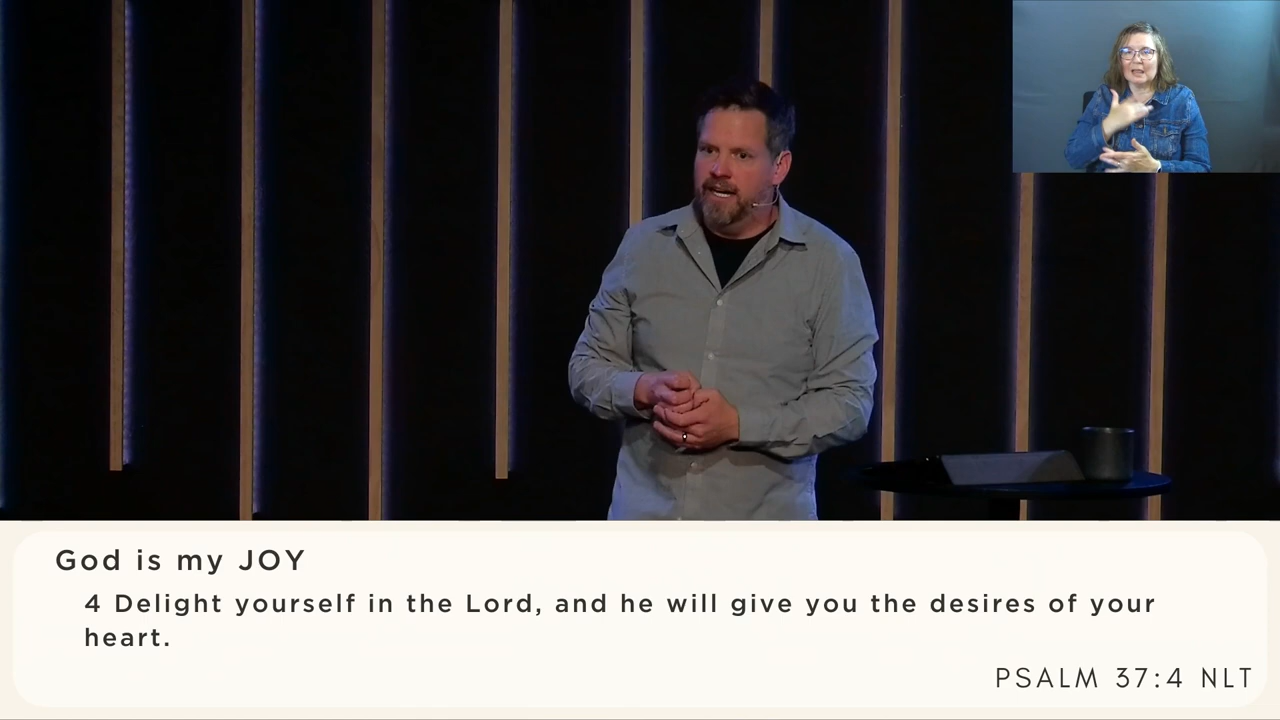 God is my JOY
4 Delight yourself in the Lord, and he will give you the desires of your
heart.
PSALM 37:4 NLT